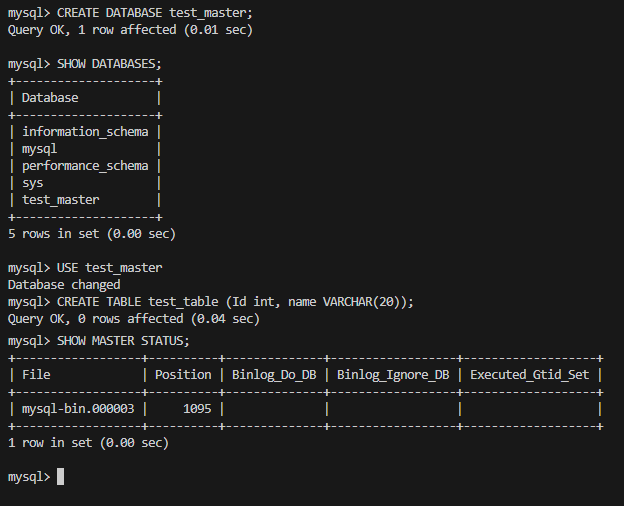 mysql> CREATE DATABASE test_master;
Query OK, 1 row affected (0.01 sec)
mysql> SHOW DATABASES;
+--------------------+
| Database           |
+--------------------+
| information_schema |
| mysql              |
| performance_schema |
| sys                |
| test_master        |
+--------------------+
5 rows in set (0.00 sec)
mysql> USE test_master
Database changed
mysql> CREATE TABLE test_table (Id int, name VARCHAR(20));
Query OK, 0 rows affected (0.04 sec)
mysql> SHOW MASTER STATUS;
+------------------+----------+--------------+------------------+-------------------+
| File             | Position | Binlog_Do_DB | Binlog_Ignore_DB | Executed_Gtid_Set |
+------------------+----------+--------------+------------------+-------------------+
| mysql-bin.000003 |     1095 |              |                  |                   |
+------------------+----------+--------------+------------------+-------------------+
1 row in set (0.00 sec)
mysql>